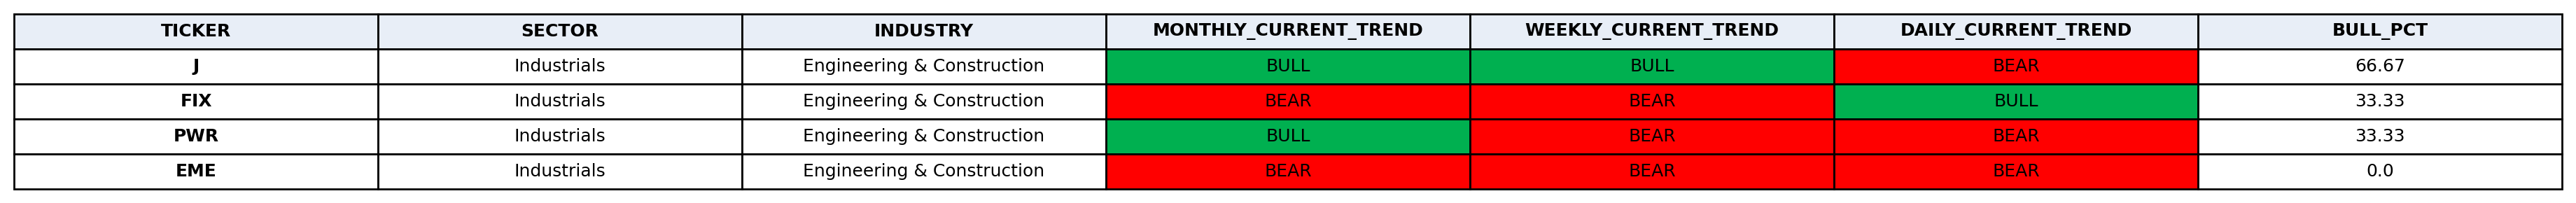 TICKER SECTOR INDUSTRY MONTHLY_CURRENT_TREND WEEKLY_CURRENT_TREND DAILY_CURRENT_TREND BULL_PCT
J Industrials Engineering & Construction BULL BULL BEAR 66.67
FIX Industrials Engineering & Construction BEAR BEAR BULL 33.33
PWR Industrials Engineering & Construction BULL BEAR BEAR 33.33
EME Industrials Engineering & Construction BEAR BEAR BEAR 0.0